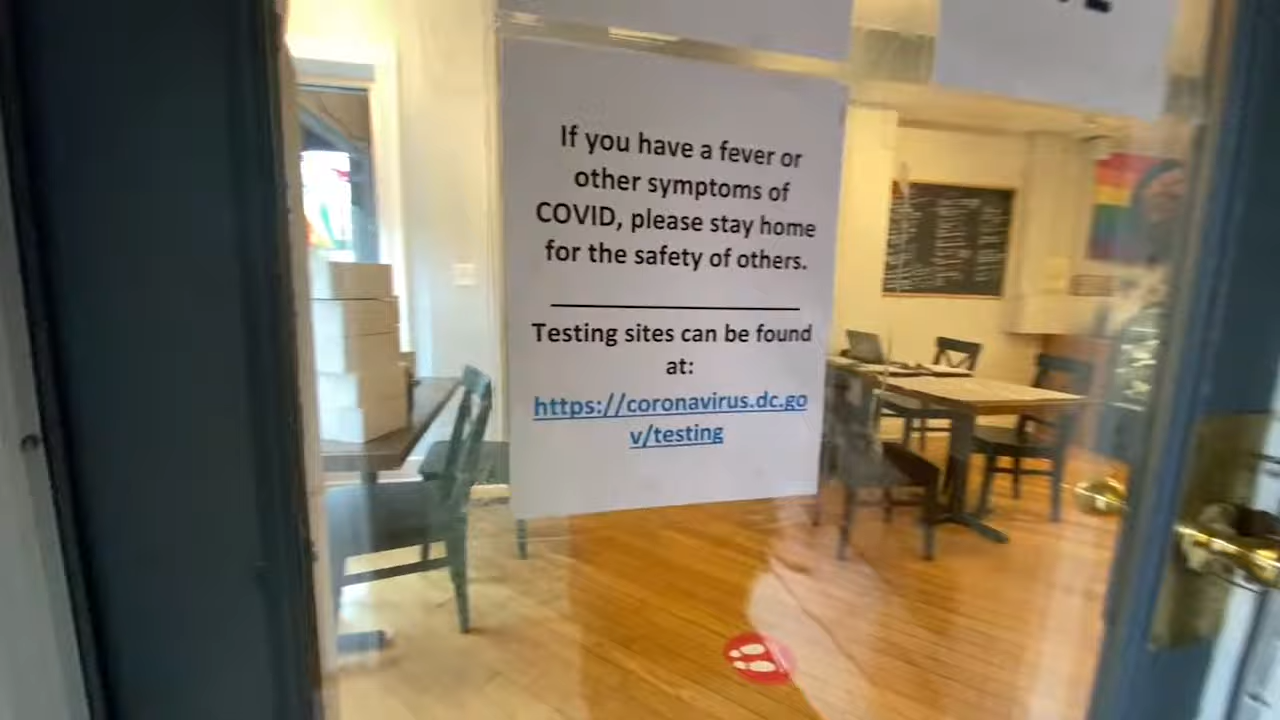 If you have a fever or
other symptoms of
COVID, please stay home
for the safety of others.
Testing sites can be found
at:
https://coronavirus.dc.go
v/testing